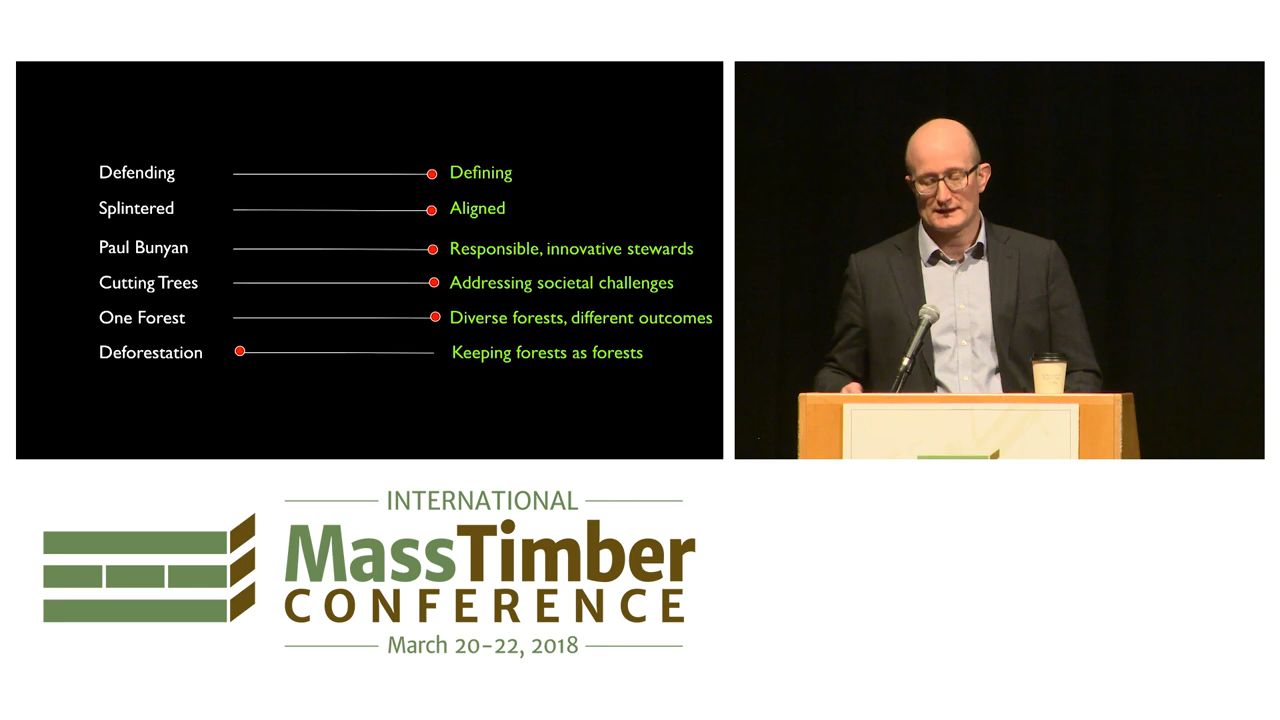 Defending Defining
Splintered Aligned
Paul Bunyan Responsible, innovative stewards
Cutting Trees Addressing societal challenges
One Forest Diverse forests, different outcomes
Deforestation Keeping forests as forests
INTERNATIONAL
MassTimber
CONFERENCE
March 20-22, 2018